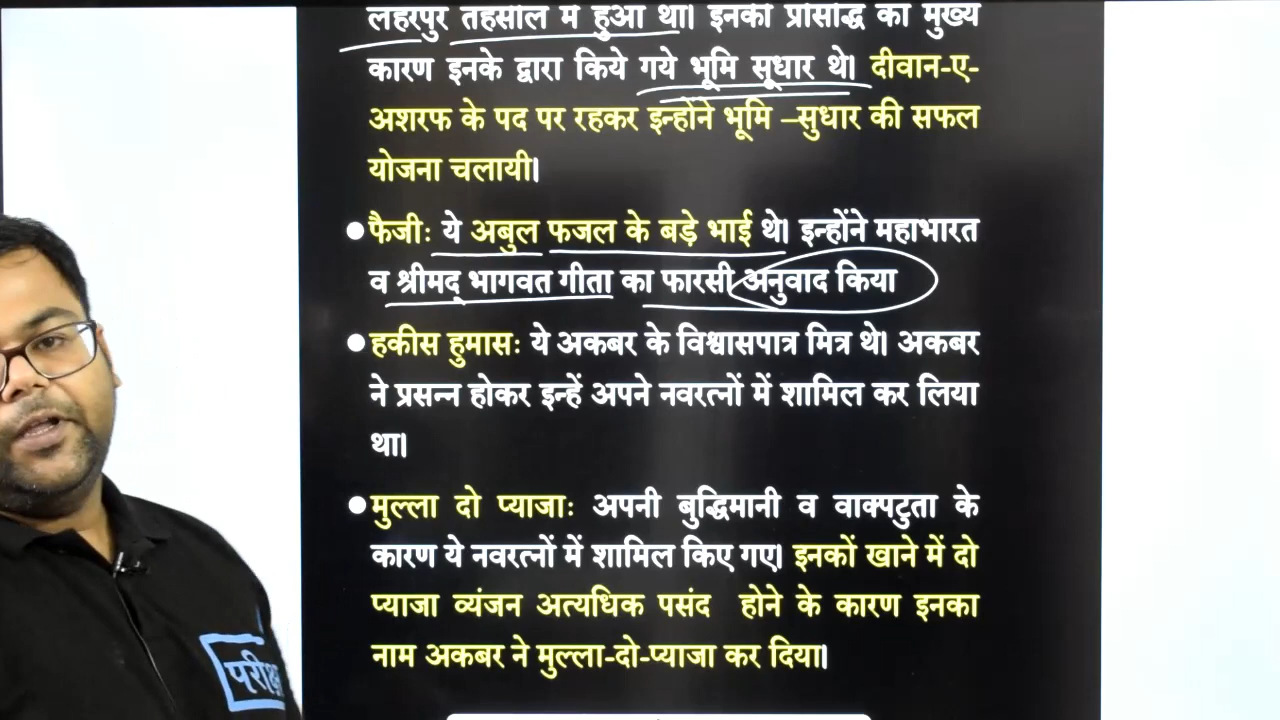 लहरपुर तहसील में हुआ था। इनकी प्रसिद्धि का मुख्य
कारण इनके द्वारा किये गये भूमि सूधार थे। दीवान-ए-
अशरफ के पद पर रहकर इन्होंने भूमि –सुधार की सफल
योजना चलायी।
●फैजीः ये अबुल फजल के बड़े भाई थे। इन्होंने महाभारत
व श्रीमद् भागवत गीता का फारसी अनुवाद किया
●हकीस हुमासः ये अकबर के विश्वासपात्र मित्र थे। अकबर
ने प्रसन्न होकर इन्हें अपने नवरत्नों में शामिल कर लिया
था।
●मुल्ला दो प्याजाः अपनी बुद्धिमानी व वाक्पटुता के
कारण ये नवरत्नों में शामिल किए गए। इनकों खाने में दो
प्याजा व्यंजन अत्यधिक पसंद होने के कारण इनका
नाम अकबर ने मुल्ला-दो-प्याजा कर दिया।